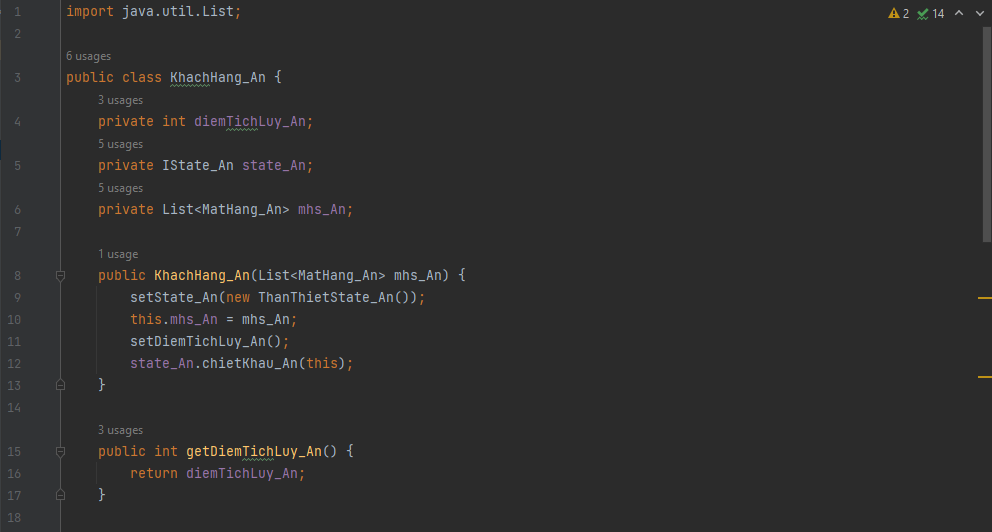 1 import java.util.List;
2 14
2
6 usages
3 public class KhachHang_An {
3 usages
4 private int diemTichLuy_An;
5 usages
5 private IState_An state_An;
5 usages
6 private List<MatHang_An> mhs_An;
7
1 usage
8 public KhachHang_An(List<MatHang_An> mhs_An) {
9 setState_An(new ThanThietState_An());
10 this.mhs_An = mhs_An;
11 setDiemTichLuy_An();
12 state_An.chietKhau_An(this);
13 }
14
3 usages
15 public int getDiemTichLuy_An() {
16 return diemTichLuy_An;
17 }
18